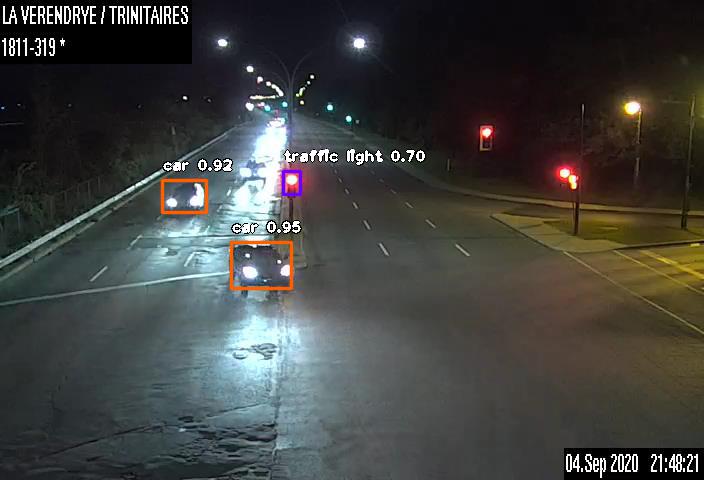 LA VERENDRYE / TRINITAIRES
1811-319 *
traffic light 0.70
car 0.92
car 0.95
04.Sep 2020 21:48:21